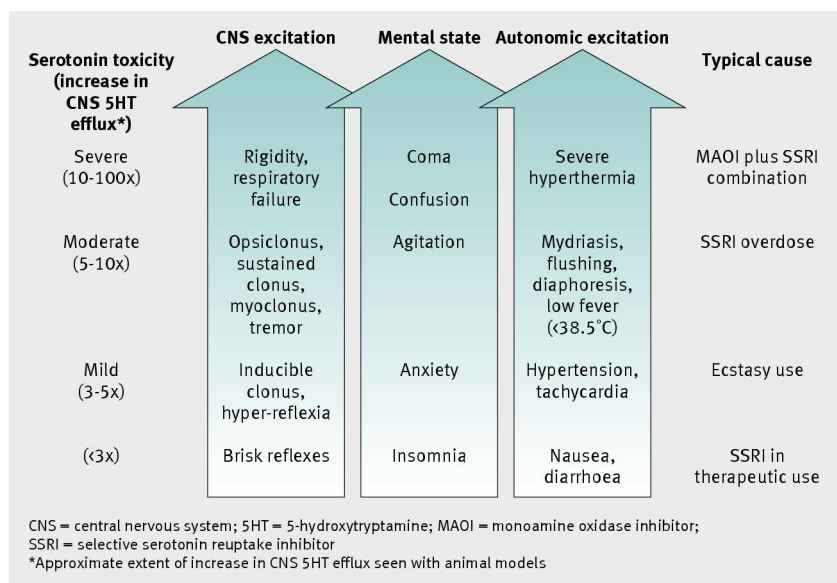 CNS excitation
Mental state
Autonomic excitation
Serotonin toxicity
(increase in
CNS 5HT
efflux*)
Typical cause
Severe
(10-100x)
Rigidity,
respiratory
failure
Coma
Confusion
Severe
hyperthermia
MAOI plus SSRI
combination
Moderate
(5-10x)
Opsiclonus,
sustained
clonus,
myoclonus,
tremor
Agitation
Mydriasis,
flushing,
diaphoresis,
low fever
(<38.5˚C)
SSRI overdose
Mild
(3-5x)
Inducible
clonus,
hyper-reflexia
Anxiety
Hypertension,
tachycardia
Ecstasy use
(<3x)
Brisk reflexes
Insomnia
Nausea,
diarrhoea
SSRI in
therapeutic use
CNS = central nervous system; 5HT = 5-hydroxytryptamine; MAOI = monoamine oxidase inhibitor;
SSRI = selective serotonin reuptake inhibitor
*Approximate extent of increase in CNS 5HT efflux seen with animal models